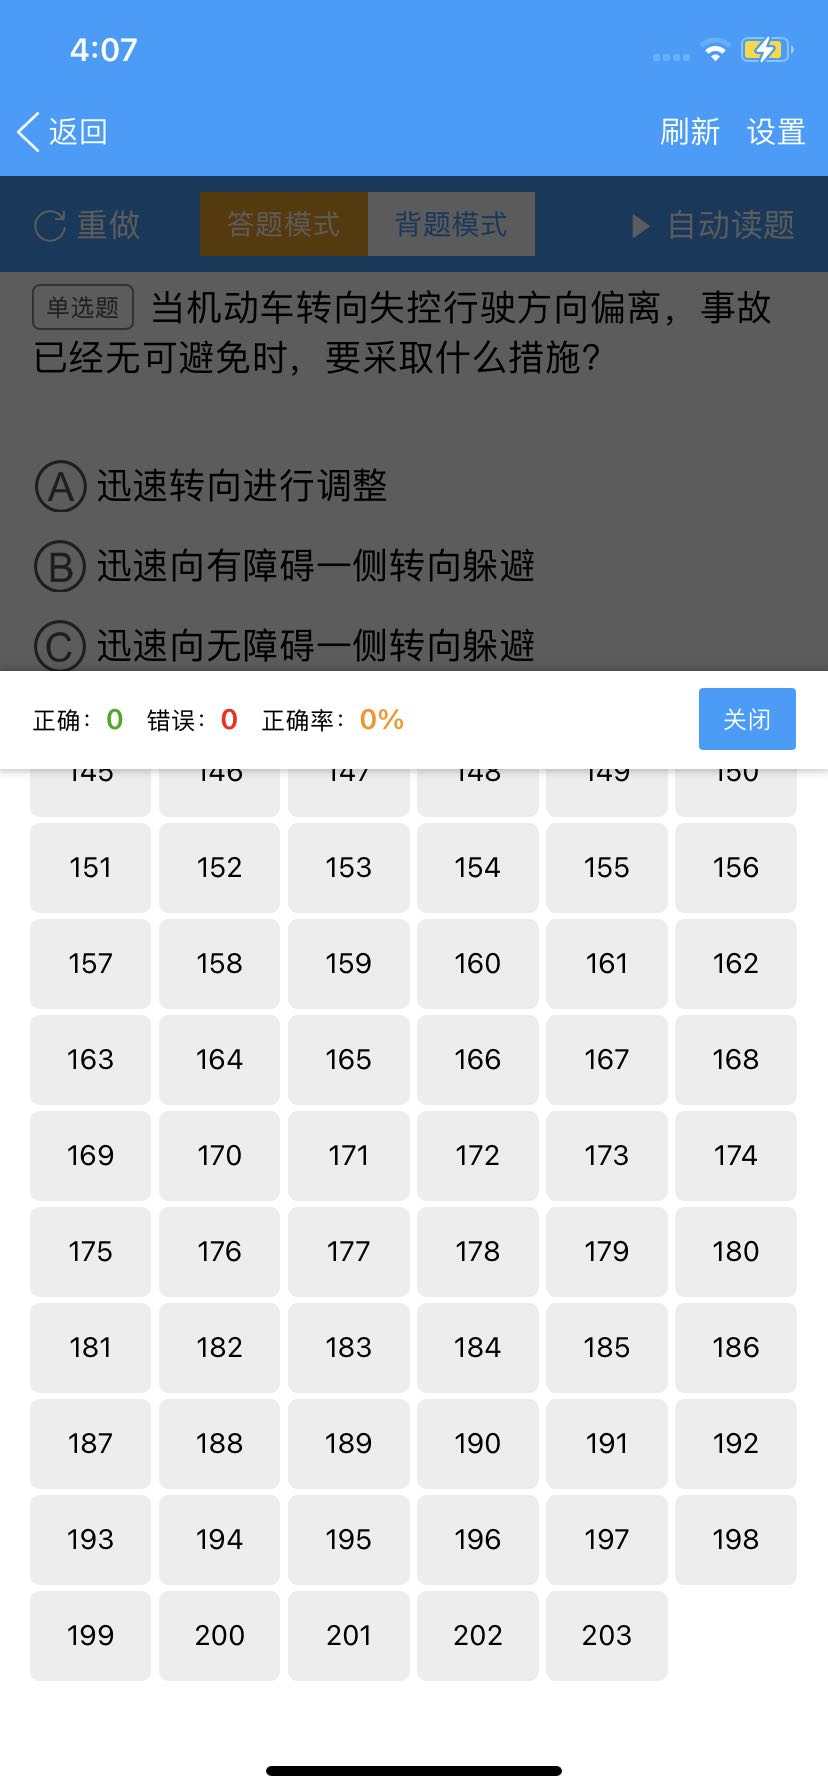 4:07
返回 刷新 设置
重做 答题模式 背题模式 自动读题
单选题 当机动车转向失控行驶方向偏离，事故
已经无可避免时，要采取什么措施？
A 迅速转向进行调整
B 迅速向有障碍一侧转向躲避
C 迅速向无障碍一侧转向躲避
正确：0 错误：0 正确率：0% 关闭
145 146 147 148 149 150
151 152 153 154 155 156
157 158 159 160 161 162
163 164 165 166 167 168
169 170 171 172 173 174
175 176 177 178 179 180
181 182 183 184 185 186
187 188 189 190 191 192
193 194 195 196 197 198
199 200 201 202 203